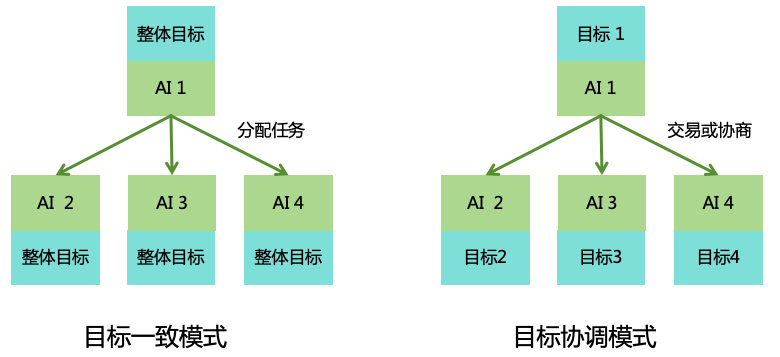 整体目标
AI 1
分配任务
AI 2
AI 3
AI 4
整体目标
整体目标
整体目标
目标一致模式
目标 1
AI 1
交易或协商
AI 2
AI 3
AI 4
目标2
目标3
目标4
目标协调模式